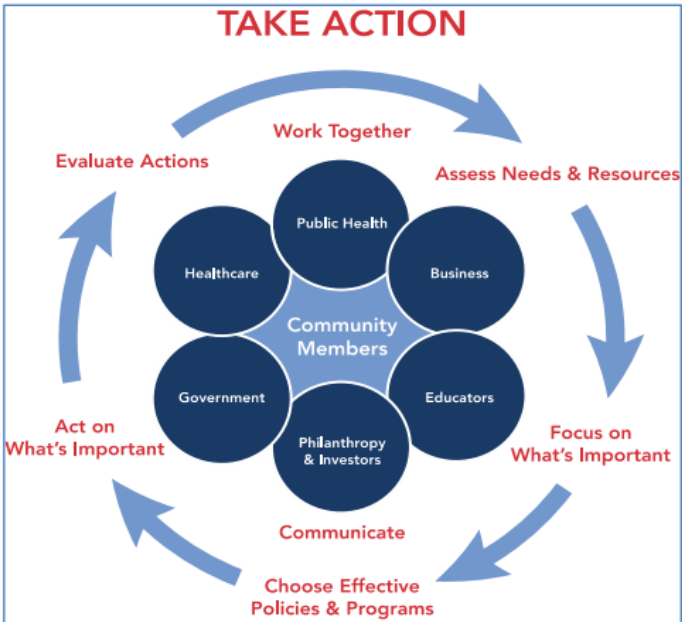 TAKE ACTION
Work Together
Evaluate Actions
Assess Needs & Resources
Public Health
Healthcare
Business
Community
Members
Government
Educators
Philanthropy
& Investors
Act on
What's Important
Focus on
What's Important
Communicate
Choose Effective
Policies & Programs